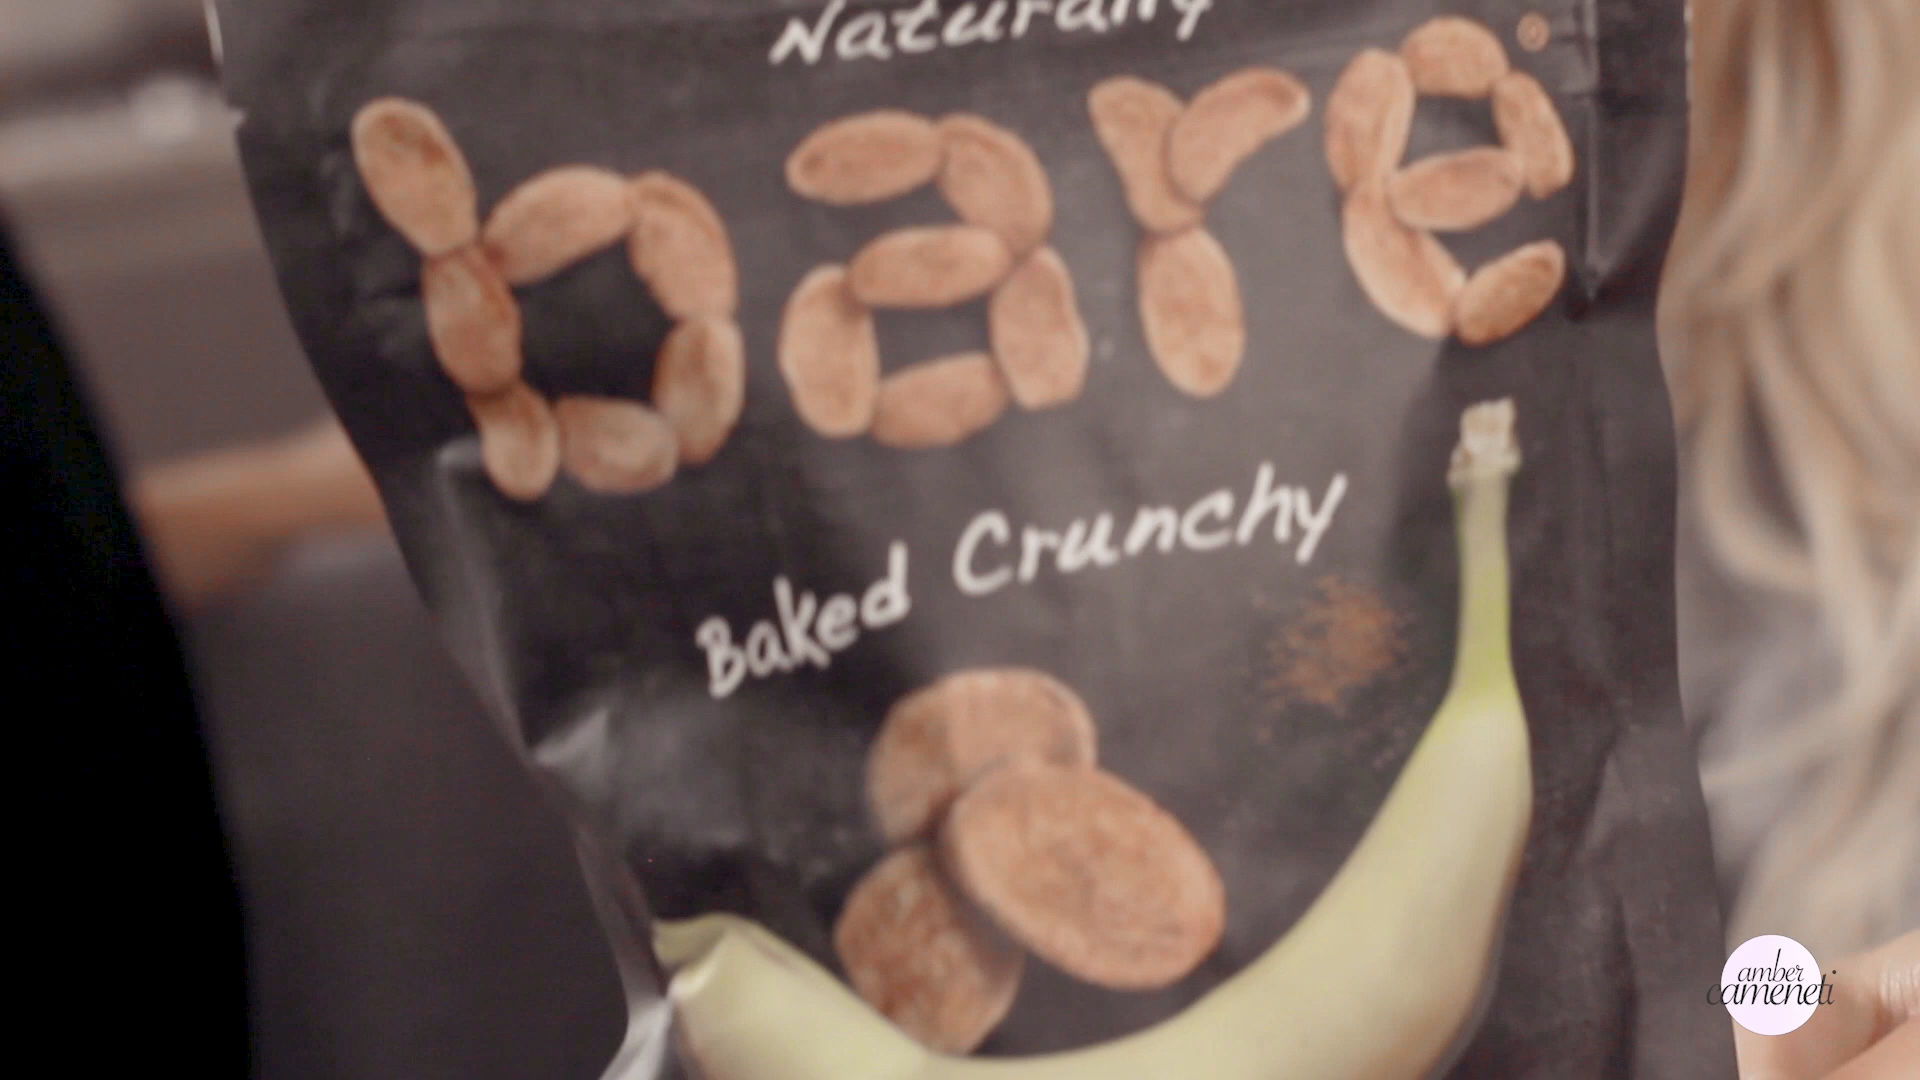 Naturally
bare
Baked Crunchy
amber
cameneti